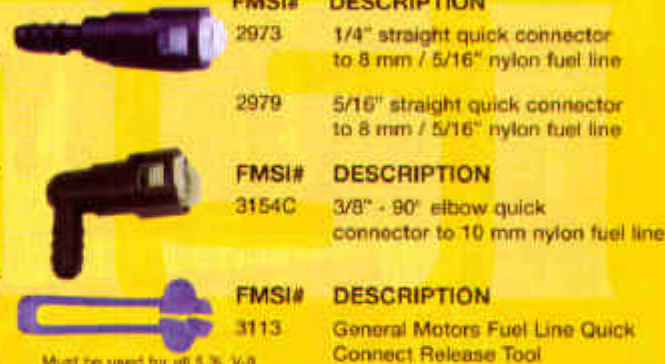 FMSI# DESCRIPTION
2973 1/4" straight quick connector
to 8 mm / 5/16" nylon fuel line
2979 5/16" straight quick connector
to 8 mm / 5/16" nylon fuel line
FMSI# DESCRIPTION
3154C 3/8" - 90° elbow quick
connector to 10 mm nylon fuel line
FMSI# DESCRIPTION
3113 General Motors Fuel Line Quick
Connect Release Tool
Must be used for all